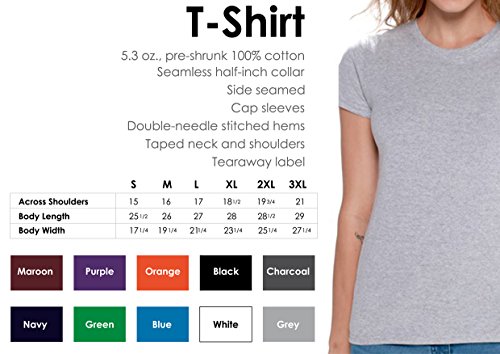 T-Shirt
5.3 oz., pre-shrunk 100% cotton
Seamless half-inch collar
Side seamed
Cap sleeves
Double-needle stitched hems
Taped neck and shoulders
Tearaway label
S M L XL 2XL 3XL
Across Shoulders 15 16 17 18 1/2 19 3/4 21
Body Length 25 1/2 26 27 28 28 1/2 29
Body Width 17 1/4 19 1/4 21 1/4 23 1/4 25 1/4 27 1/4
Maroon Purple Orange Black Charcoal
Navy Green Blue White Grey